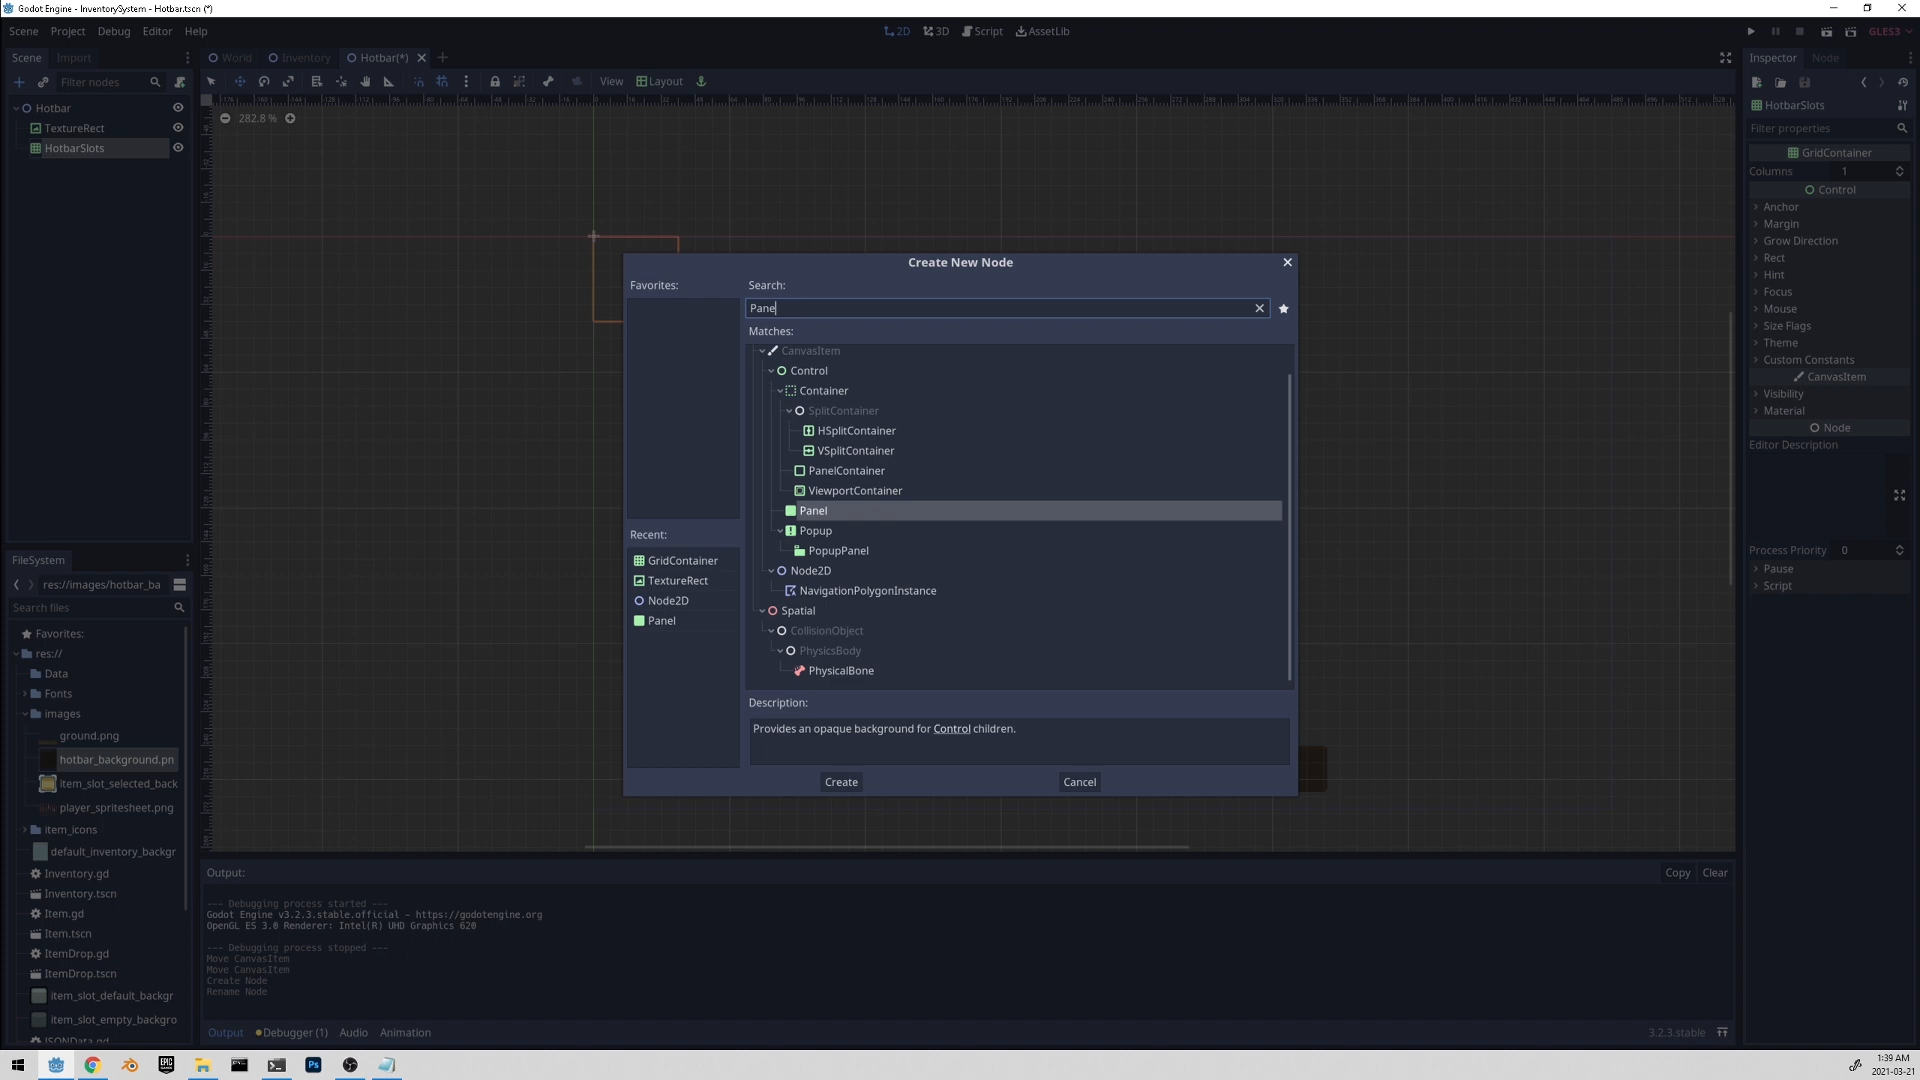 Godot Engine - InventorySystem - Hotbar.tscn (*)
Scene Project Debug Editor Help
2D 3D Script AssetLib
GLES3
Scene Import
World Inventory Hotbar(*)
Inspector Node
Filter nodes
View Layout
Hotbar
TextureRect
HotbarSlots
282.8 %
HotbarSlots
Filter properties
GridContainer
Columns 1
Control
Anchor
Margin
Grow Direction
Rect
Hint
Focus
Mouse
Size Flags
Theme
Custom Constants
CanvasItem
Visibility
Material
Node
Editor Description
Process Priority 0
Pause
Script
Create New Node
Favorites:
Search:
Pane
Matches:
CanvasItem
Control
Container
SplitContainer
HSplitContainer
VSplitContainer
PanelContainer
ViewportContainer
Panel
Popup
PopupPanel
Node2D
NavigationPolygonInstance
Spatial
CollisionObject
PhysicsBody
PhysicalBone
Recent:
GridContainer
TextureRect
Node2D
Panel
Description:
Provides an opaque background for Control children.
Create Cancel
FileSystem
res://images/hotbar_ba
Search files
Favorites:
res://
Data
Fonts
images
ground.png
hotbar_background.pn
item_slot_selected_back
player_spritesheet.png
item_icons
default_inventory_backgr
Inventory.gd
Inventory.tscn
Item.gd
Item.tscn
ItemDrop.gd
ItemDrop.tscn
item_slot_default_backgr
item_slot_empty_backgro
JSONData.gd
Output:
Copy Clear
--- Debugging process started ---
Godot Engine v3.2.3.stable.official - https://godotengine.org
OpenGL ES 3.0 Renderer: Intel(R) UHD Graphics 620
--- Debugging process stopped ---
Move CanvasItem
Move CanvasItem
Create Node
Rename Node
Output Debugger (1) Audio Animation
3.2.3.stable
EPIC
Ps
1:39 AM
2021-03-21